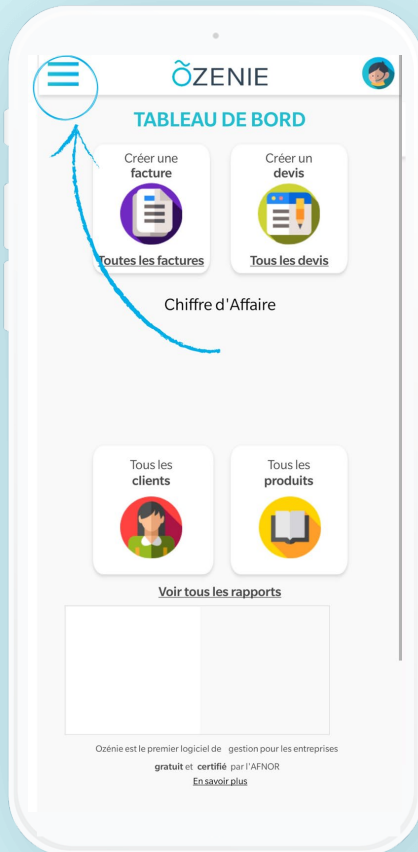 ÕZENIE
TABLEAU DE BORD
Créer une
facture
Créer un
devis
Toutes les factures
Tous les devis
Chiffre d'Affaire
Tous les
clients
Tous les
produits
Voir tous les rapports
Ozénie est le premier logiciel de gestion pour les entreprises
gratuit et certifié par l'AFNOR
En savoir plus